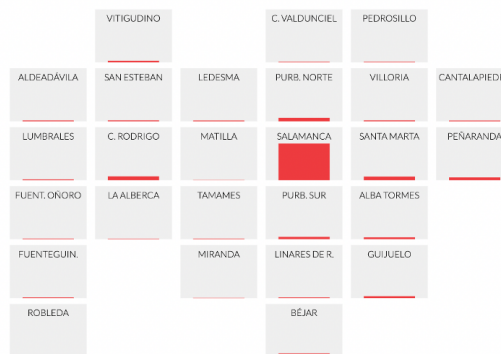 VITIGUDINO C. VALDUNCIEL PEDROSILLO
ALDEADÁVILA SAN ESTEBAN LEDESMA PURB. NORTE VILLORIA CANTALAPIED
LUMBRALES C. RODRIGO MATILLA SALAMANCA SANTA MARTA PEÑARANDA
FUENT. OÑORO LA ALBERCA TAMAMES PURB. SUR ALBA TORMES
FUENTEGUIN. MIRANDA LINARES DE R. GUIJUELO
ROBLEDA BÉJAR